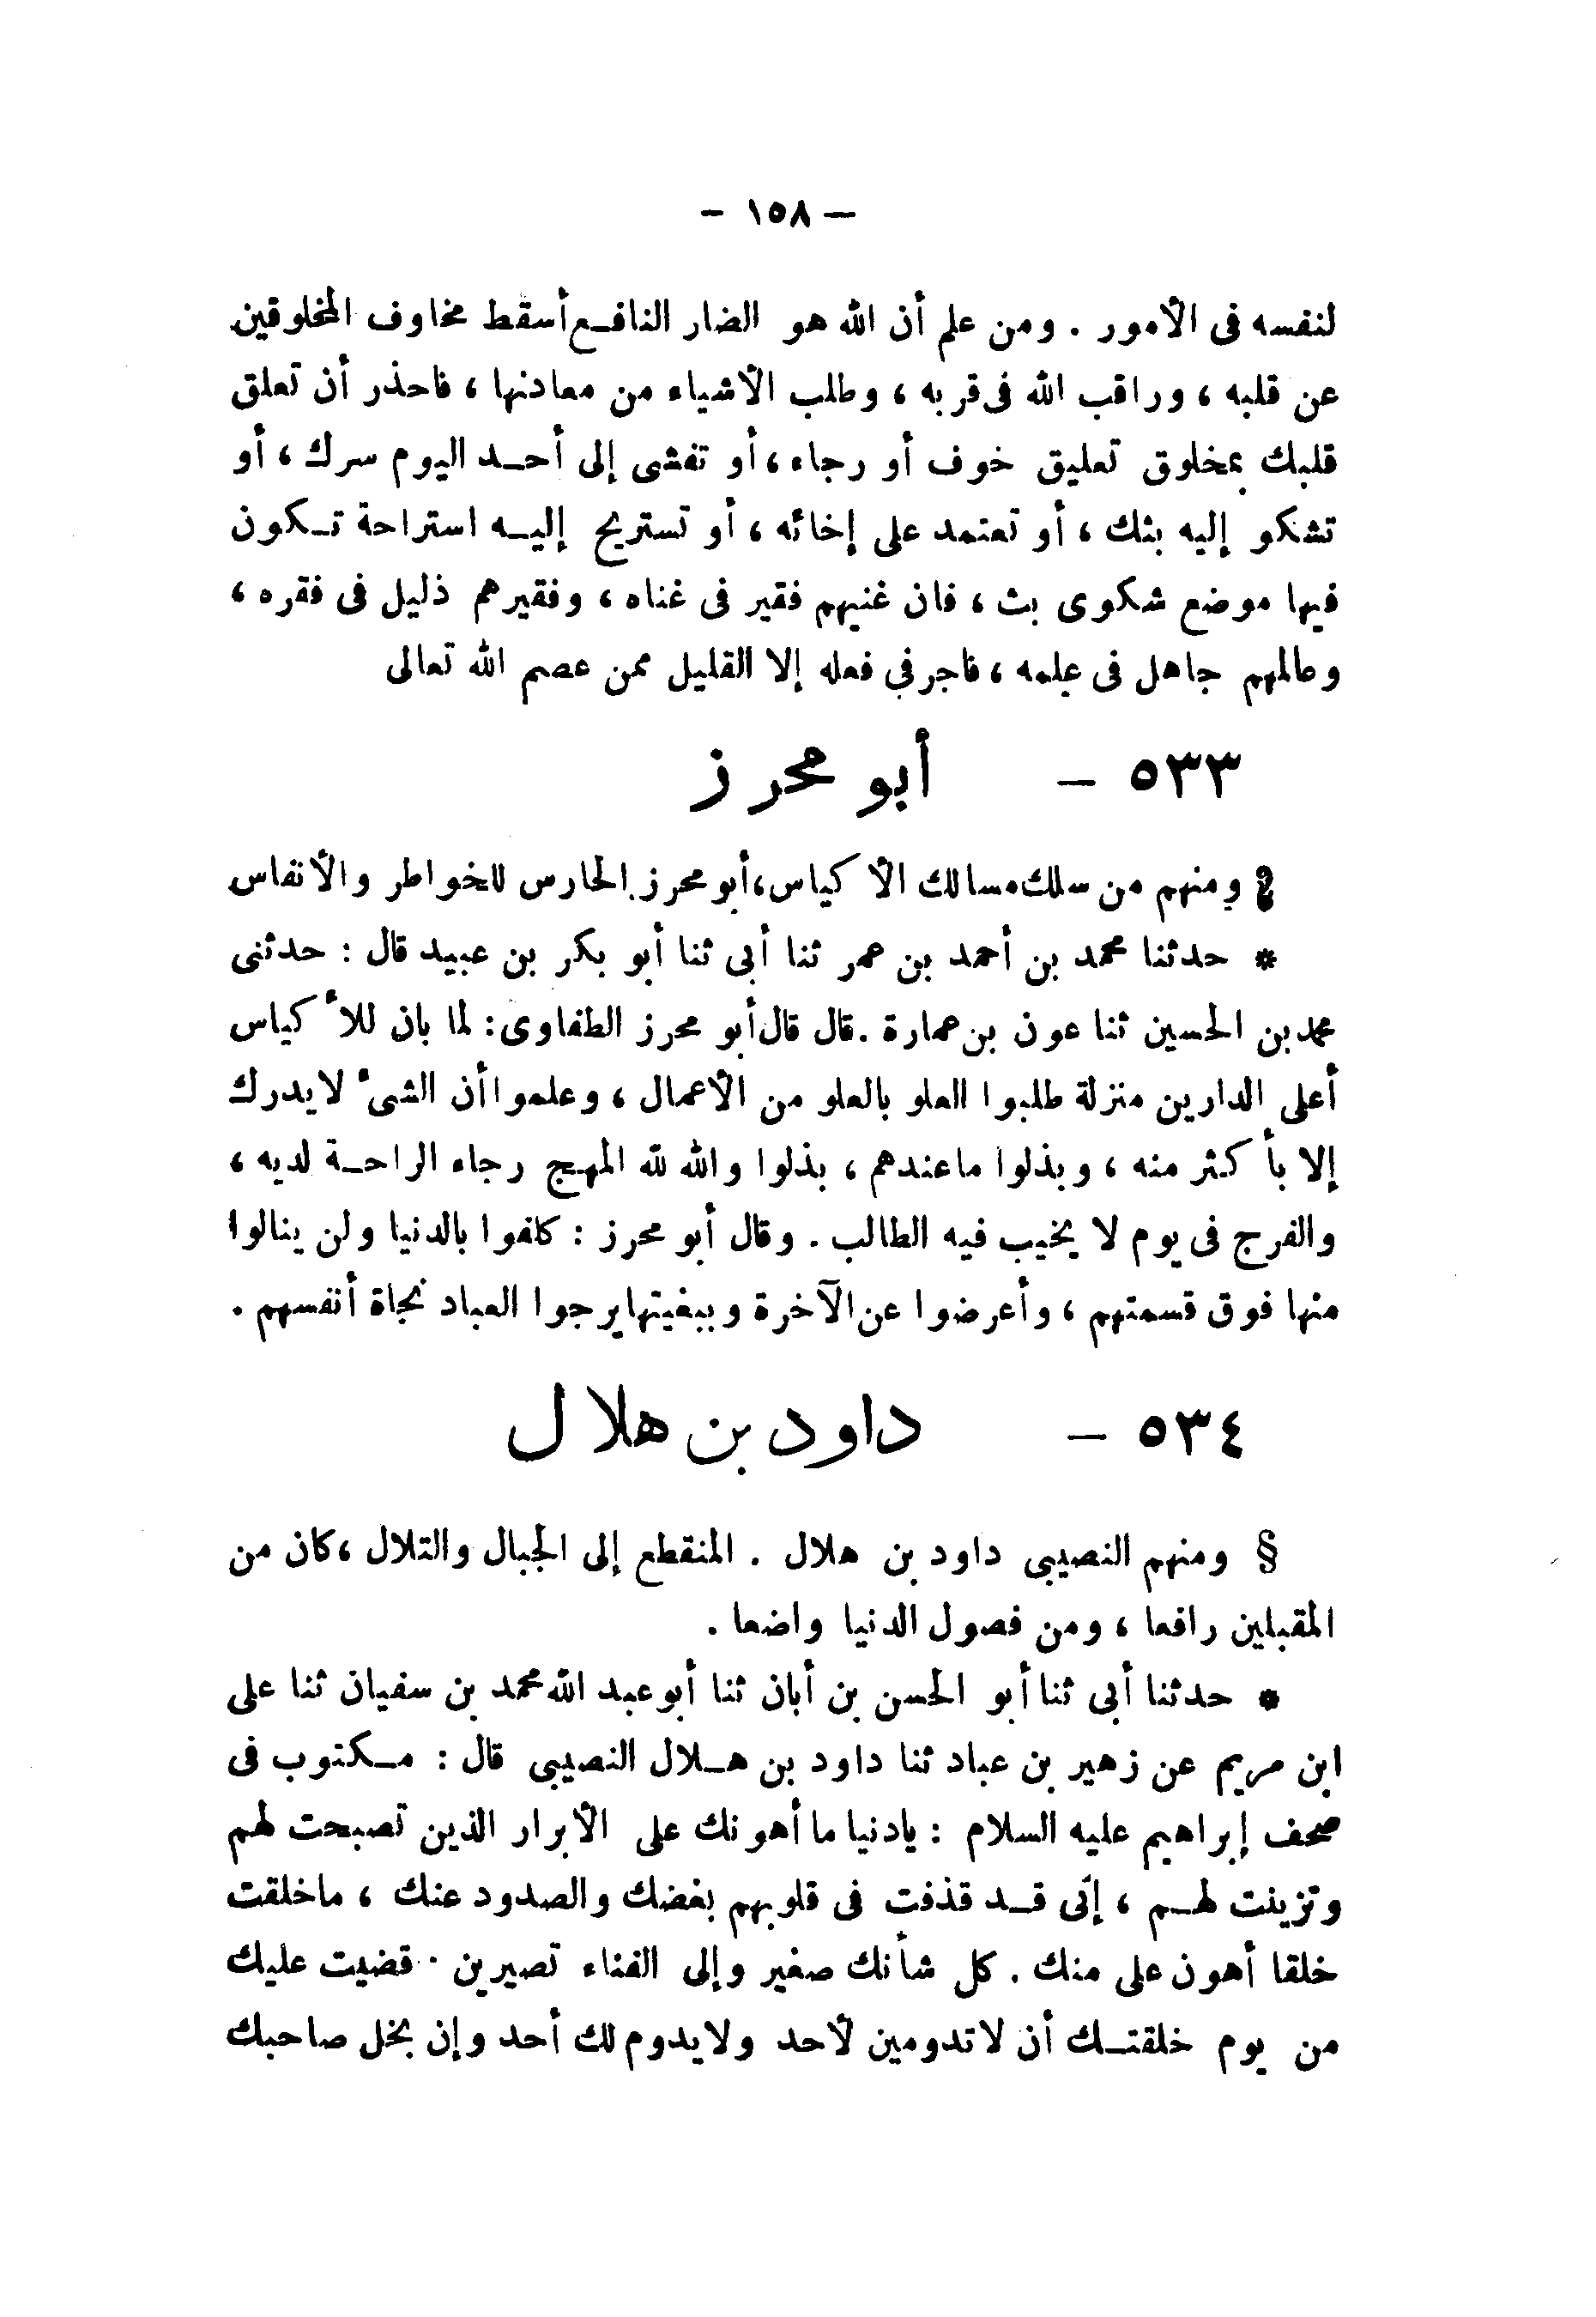 — ١٥٨ —
لنفسه فى الأمور . ومن علم أن الله هو الضار النافع أسقط مخاوف المخلوقين
عن قلبه ، وراقب الله فى قربه ، وطلب الأشياء من معادنها ، فاحذر أن تعلق
قلبك بمخلوق تعليق خوف أو رجاء ، أو تفشى إلى أحد اليوم سرك ، أو
تشكو إليه بثك ، أو تعتمد على إخائه ، أو تستريح إليه استراحة تكون
فيها موضع شكوى بث ، فان غنيهم فقير فى غناه ، وفقيرهم ذليل فى فقره ،
وعالمهم جاهل فى علمه ، فاجر فى فعله إلا القليل ممن عصم الله تعالى
٥٣٣ — أبو محرز
§ ومنهم من سلك مسالك الأكياس، أبو محرز الحارس للخواطر والأنفاس
* حدثنا محمد بن أحمد بن عمر ثنا أبى ثنا أبو بكر بن عبيد قال : حدثنى
محمد بن الحسين ثنا عون بن عمارة . قال قال أبو محرز الطفاوى : لما بان للأكياس
أعلى الدارين منزلة طلبوا العلو بالعلو من الأعمال ، وعلموا أن الشىء لا يدرك
إلا بأكثر منه ، وبذلوا ما عندهم ، بذلوا والله لله المهج رجاء الراحة لديه ،
والفرج فى يوم لا يخيب فيه الطالب . وقال أبو محرز : كلفوا بالدنيا ولن ينالوا
منها فوق قسمتهم ، وأعرضوا عن الآخرة وببغيتها يرجوا العباد نجاة أنفسهم .
٥٣٤ — داود بن هلال
§ ومنهم النصيبى داود بن هلال . المنقطع إلى الجبال والتلال ، كان من
المقبلين رافعا ، ومن فصول الدنيا واضعا .
* حدثنا أبى ثنا أبو الحسن بن أبان ثنا أبو عبد الله محمد بن سفيان ثنا على
ابن مريم عن زهير بن عباد ثنا داود بن هلال النصيبى قال : مكتوب فى
صحف إبراهيم عليه السلام : يادنيا ما أهونك على الأبرار الذين تصبحت لهم
وتزينت لهم ، إنى قد قذفت فى قلوبهم بغضك والصدود عنك ، ما خلقت
خلقا أهون على منك . كل شأنك صغير وإلى الفناء تصيرين . قضيت عليك
من يوم خلقتك أن لا تدومين لأحد ولا يدوم لك أحد وإن بخل صاحبك